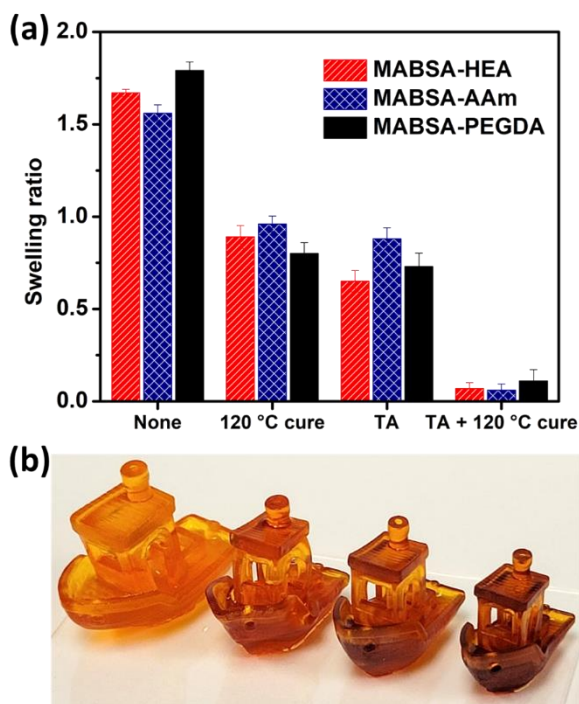 (a)
2.0
1.5
1.0
0.5
0.0
Swelling ratio
MABSA-HEA
MABSA-AAm
MABSA-PEGDA
None 120 °C cure TA TA + 120 °C cure
(b)